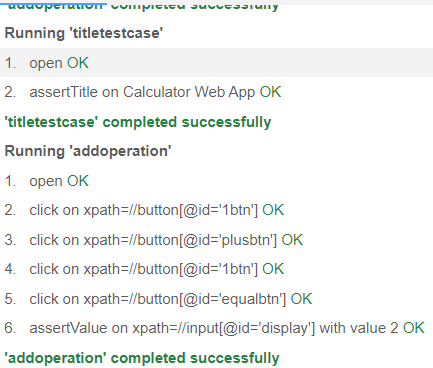 'addoperation' completed successfully
Running 'titletestcase'
1. open OK
2. assertTitle on Calculator Web App OK
'titletestcase' completed successfully
Running 'addoperation'
1. open OK
2. click on xpath=//button[@id='1btn'] OK
3. click on xpath=//button[@id='plusbtn'] OK
4. click on xpath=//button[@id='1btn'] OK
5. click on xpath=//button[@id='equalbtn'] OK
6. assertValue on xpath=//input[@id='display'] with value 2 OK
'addoperation' completed successfully